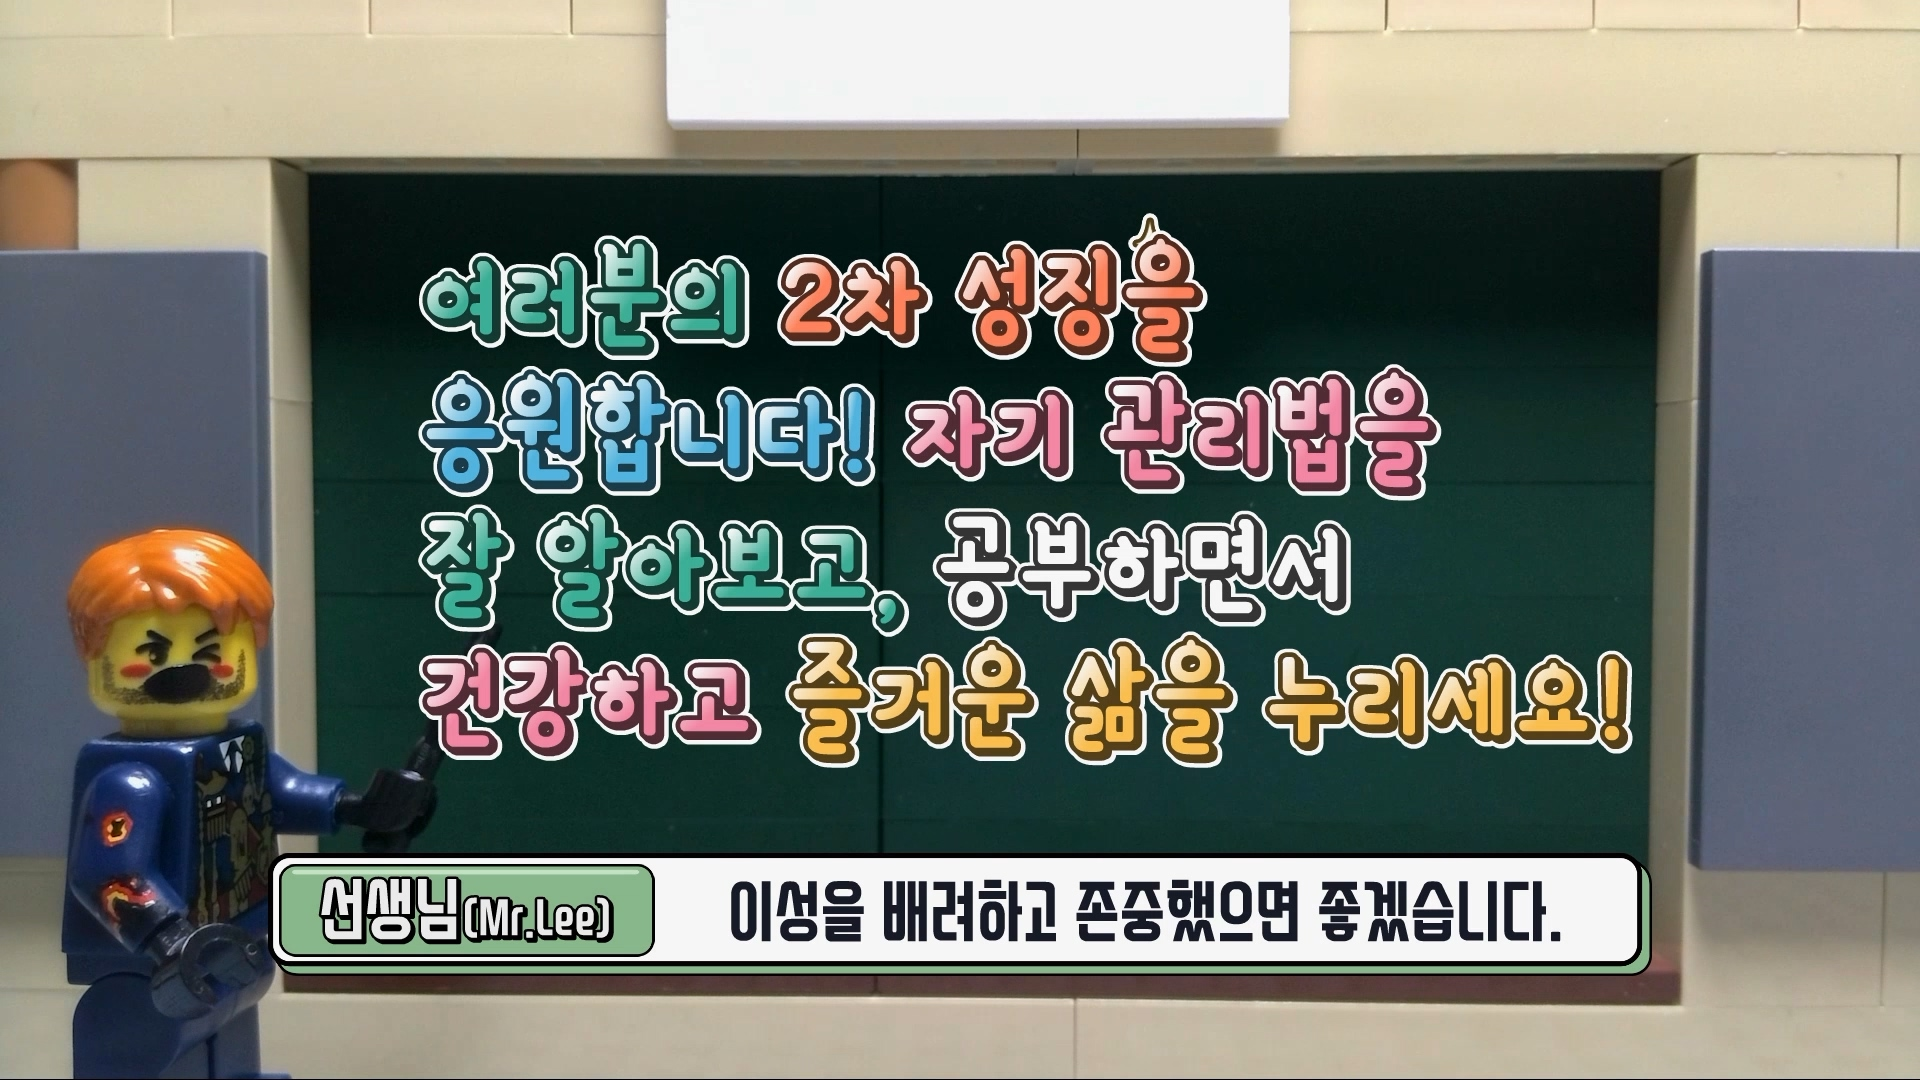 여러분의 2차 성징을
응원합니다! 자기 관리법을
잘 알아보고, 공부하면서
건강하고 즐거운 삶을 누리세요!
선생님(Mr.Lee) 이성을 배려하고 존중했으면 좋겠습니다.